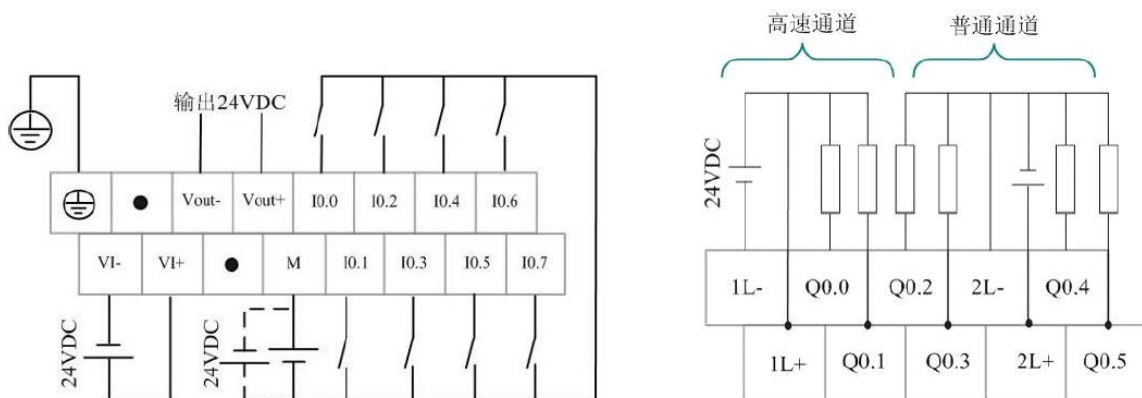 输出24VDC
Vout- Vout+ I0.0 I0.2 I0.4 I0.6
VI- VI+ M I0.1 I0.3 I0.5 I0.7
24VDC
24VDC
高速通道
普通通道
24VDC
1L- Q0.0 Q0.2 2L- Q0.4
1L+ Q0.1 Q0.3 2L+ Q0.5